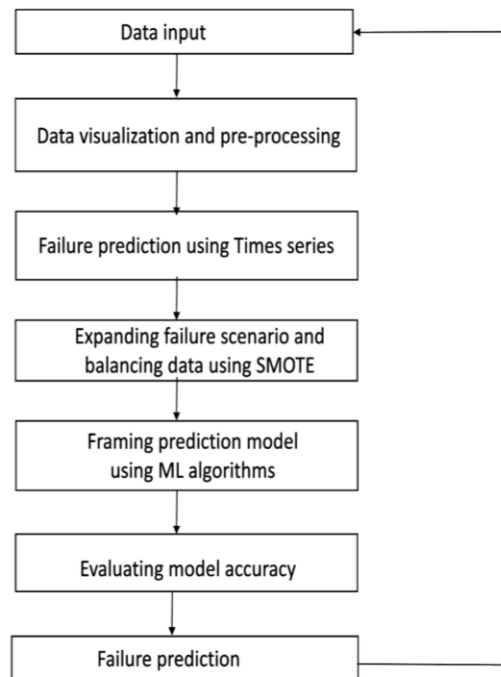 Data input
Data visualization and pre-processing
Failure prediction using Times series
Expanding failure scenario and
balancing data using SMOTE
Framing prediction model
using ML algorithms
Evaluating model accuracy
Failure prediction